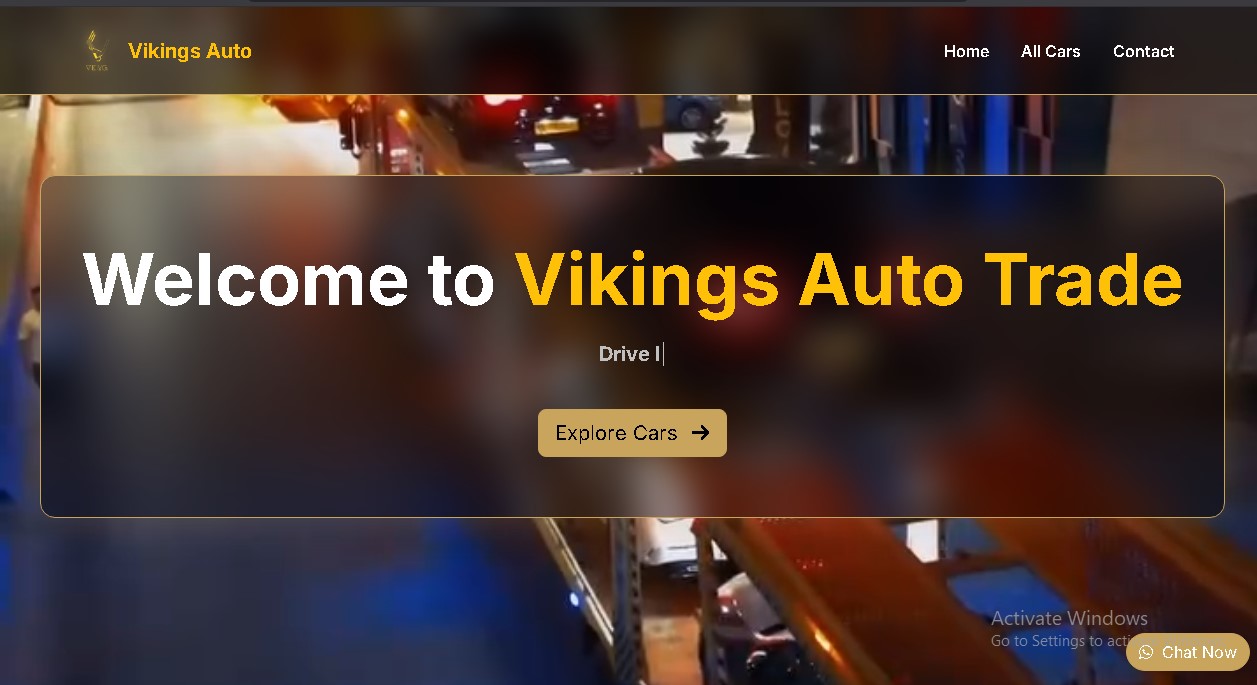 Vikings Auto
Home
All Cars
Contact
Welcome to Vikings Auto Trade
Drive I
Explore Cars
Activate Windows
Go to Settings to acti
Chat Now